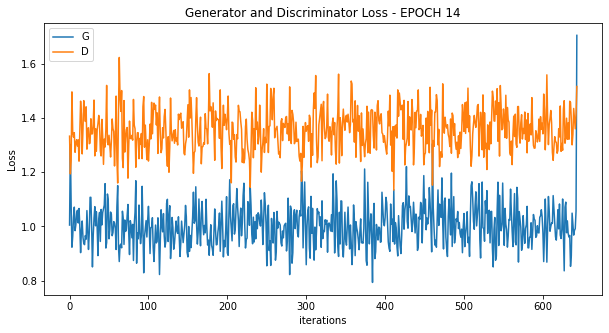 Generator and Discriminator Loss - EPOCH 14
G
D
Loss
1.6
1.4
1.2
1.0
0.8
0 100 200 300 400 500 600
iterations